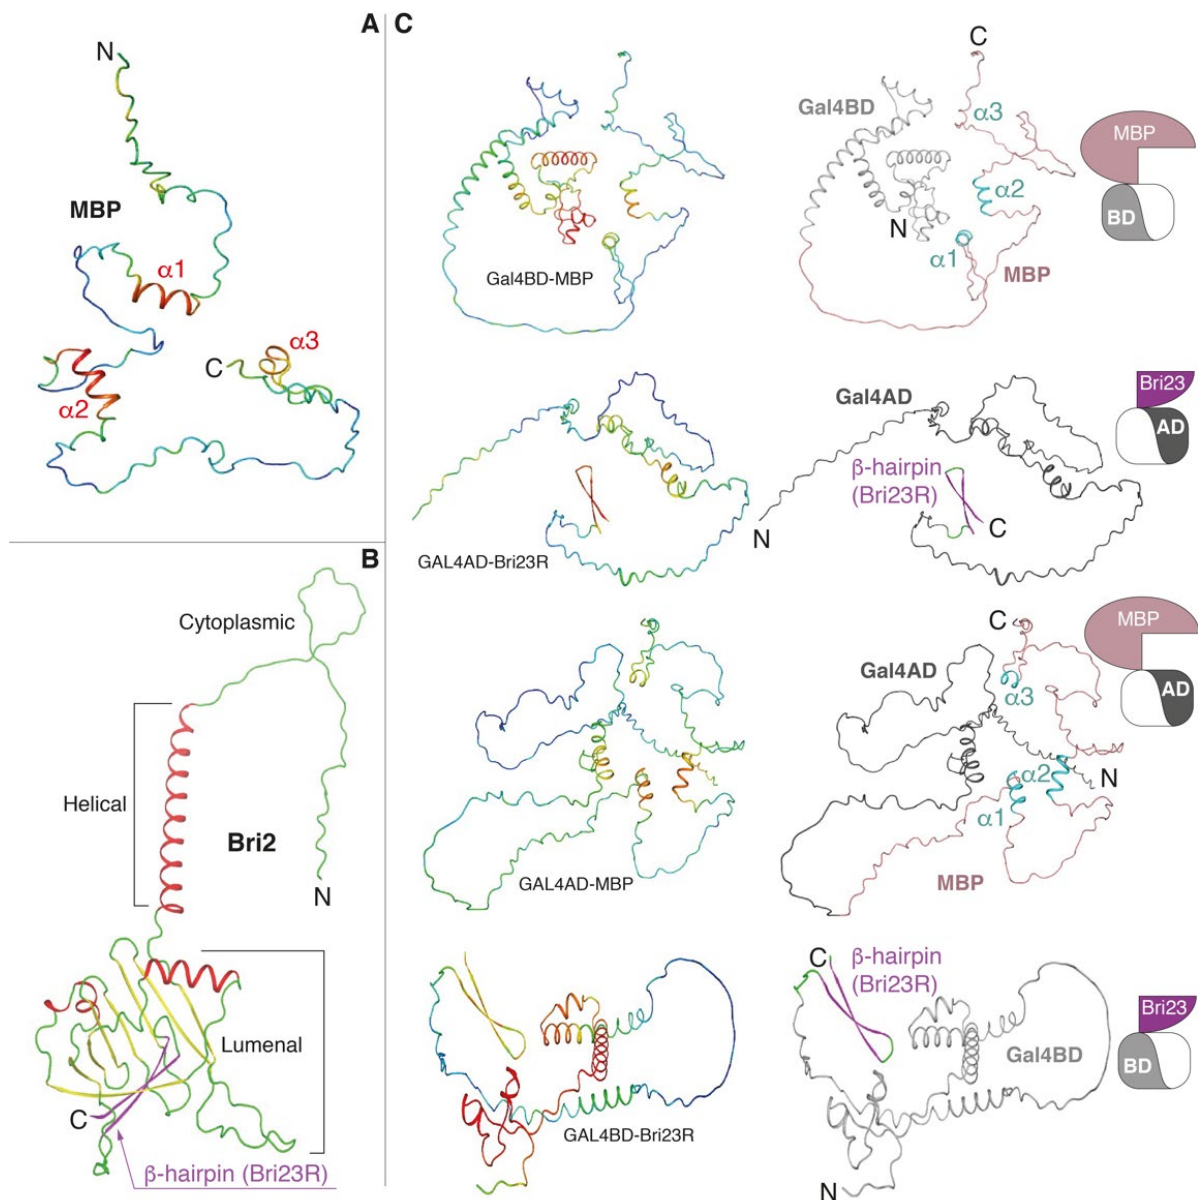 A
N
MBP
α1
α3
C
α2
B
Cytoplasmic
Helical
Bri2
N
Lumenal
C
β-hairpin (Bri23R)
C
C
Gal4BD
α3
MBP
α2
BD
N
α1
Gal4BD-MBP
MBP
Gal4AD
Bri23
AD
β-hairpin
(Bri23R)
C
N
GAL4AD-Bri23R
C
MBP
Gal4AD
α3
AD
α2
N
α1
GAL4AD-MBP
MBP
C
β-hairpin
(Bri23R)
Bri23
Gal4BD
BD
GAL4BD-Bri23R
N